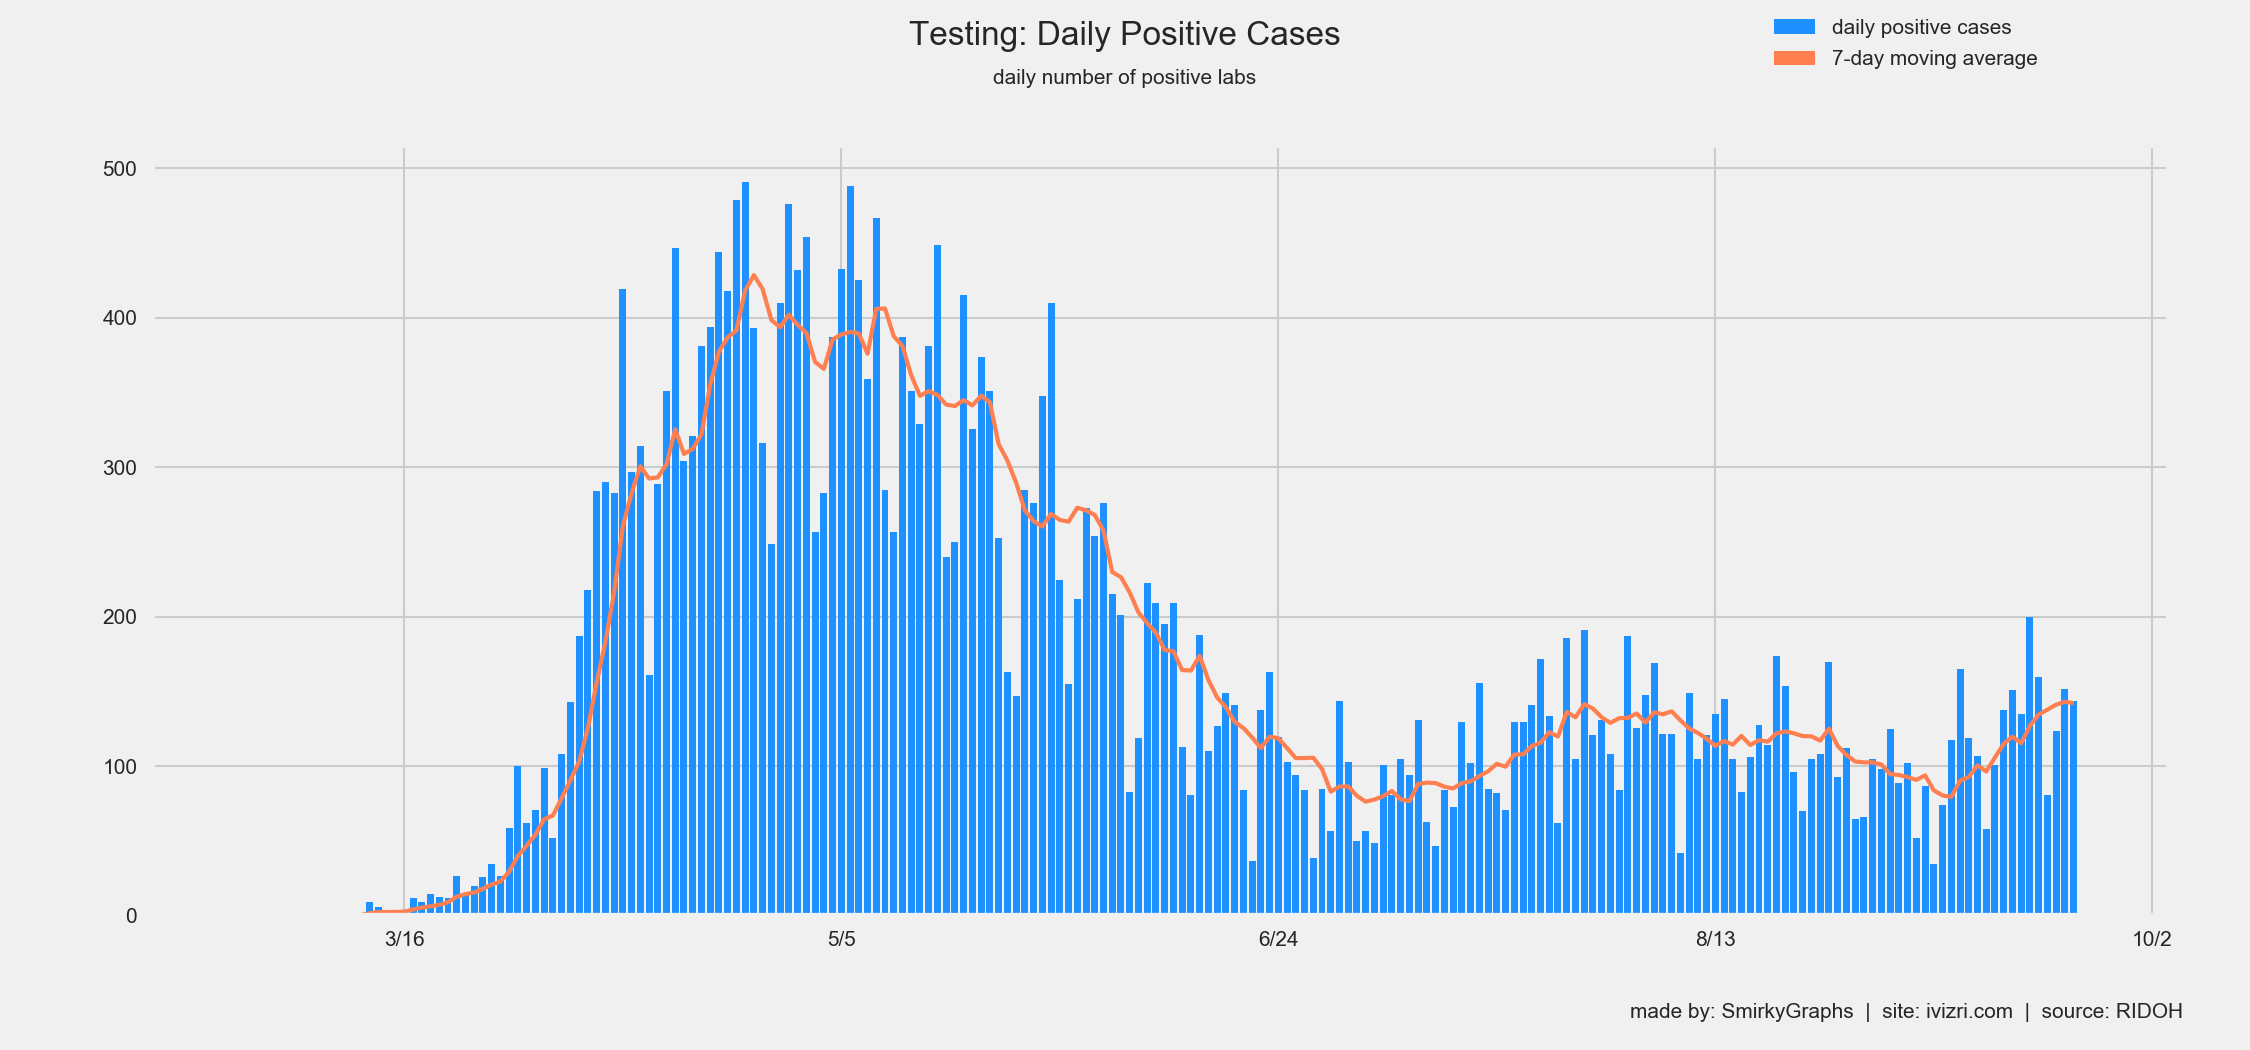 Testing: Daily Positive Cases
daily number of positive labs
daily positive cases
7-day moving average
500
400
300
200
100
0
3/16
5/5
6/24
8/13
10/2
made by: SmirkyGraphs | site: ivizri.com | source: RIDOH